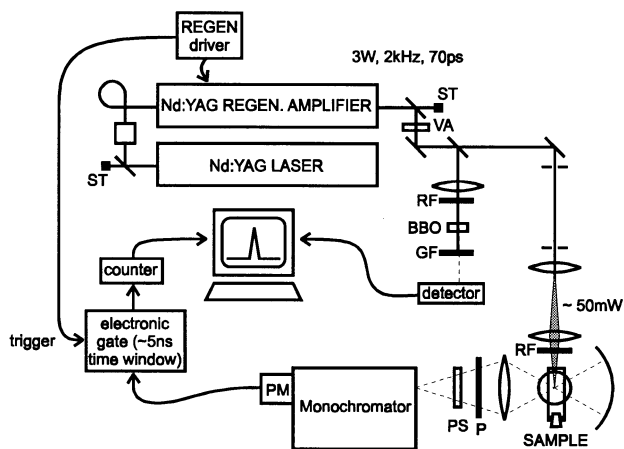 REGEN
driver
3W, 2kHz, 70ps
Nd:YAG REGEN. AMPLIFIER
ST
VA
Nd:YAG LASER
ST
RF
BBO
GF
counter
detector
~ 50mW
trigger
electronic
gate (~5ns
time window)
RF
PM
Monochromator
PS
P
SAMPLE